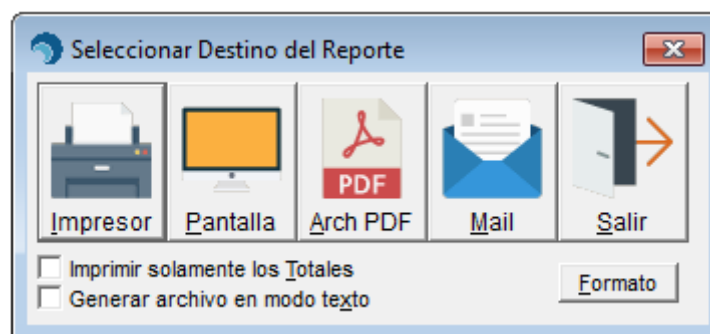 Seleccionar Destino del Reporte
PDF
Impresor Pantalla Arch PDF Mail Salir
Imprimir solamente los Totales
Generar archivo en modo texto
Formato